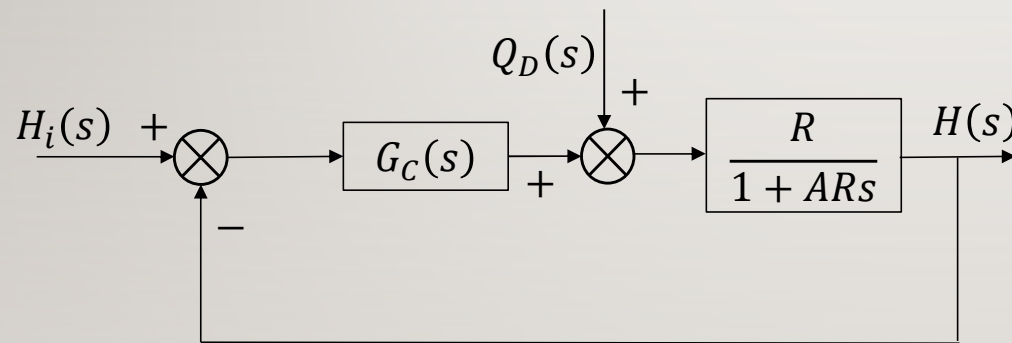 Q_D(s)
+
H_i(s) +
G_C(s)
+
R
1 + ARs
H(s)
−